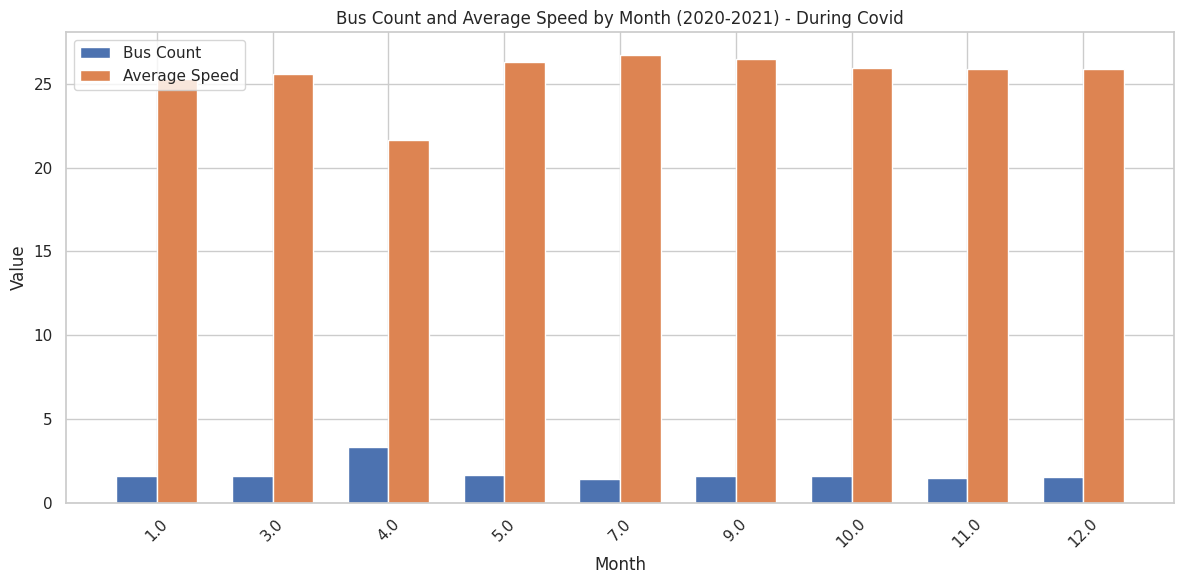 Bus Count and Average Speed by Month (2020-2021) - During Covid
Bus Count
Average Speed
Value
25
20
15
10
5
0
1.0 3.0 4.0 5.0 7.0 9.0 10.0 11.0 12.0
Month